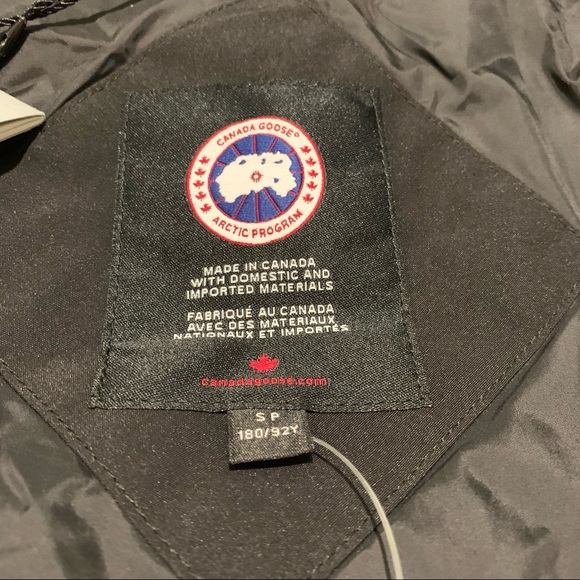 CANADA GOOSE®
ARCTIC PROGRAM
MADE IN CANADA
WITH DOMESTIC AND
IMPORTED MATERIALS
FABRIQUÉ AU CANADA
AVEC DES MATERIAUX
NATIONAUX ET IMPORTÉS
canadagoose.com
S P
180/92Y